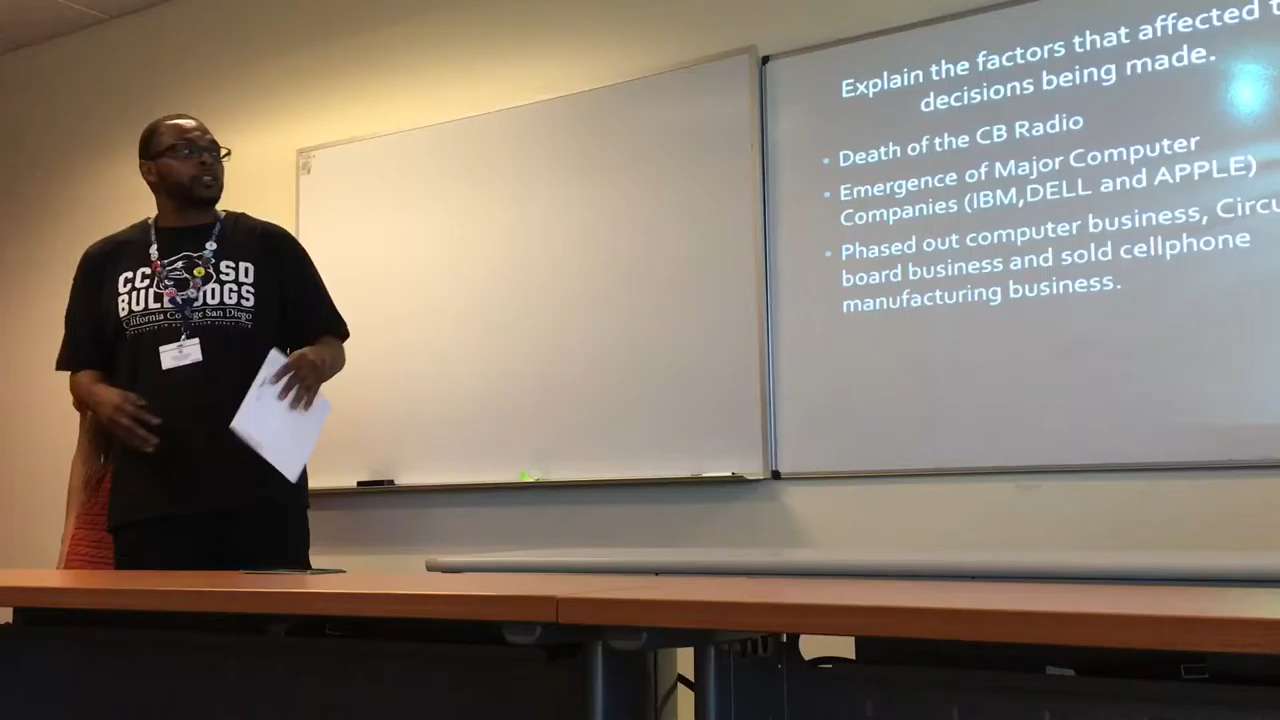 CC SD
BULLDOGS
California College San Diego
Explain the factors that affected t
decisions being made.
• Death of the CB Radio
• Emergence of Major Computer
Companies (IBM,DELL and APPLE)
• Phased out computer business, Circu
board business and sold cellphone
manufacturing business.